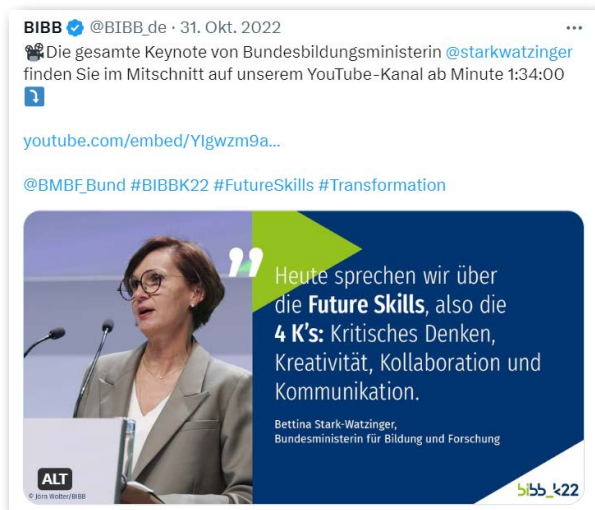 BIBB @BIBB_de · 31. Okt. 2022
Die gesamte Keynote von Bundesbildungsministerin @starkwatzinger
finden Sie im Mitschnitt auf unserem YouTube-Kanal ab Minute 1:34:00
youtube.com/embed/YIgwzm9a...
@BMBF_Bund #BIBBK22 #FutureSkills #Transformation
Heute sprechen wir über
die Future Skills, also die
4 K's: Kritisches Denken,
Kreativität, Kollaboration und
Kommunikation.
Bettina Stark-Watzinger,
Bundesministerin für Bildung und Forschung
ALT
© Jörn Wolter/BIBB
bibb_k22